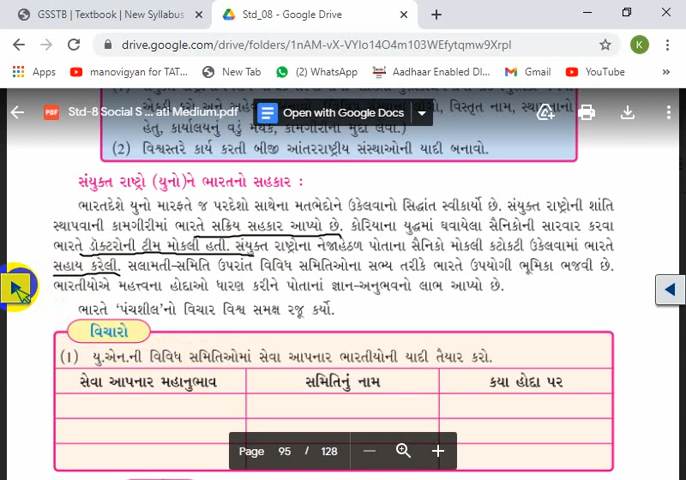 GSSTB | Textbook | New Syllabus
Std_08 - Google Drive
drive.google.com/drive/folders/1nAM-vX-VYlo14O4m103WEfytqmw9Xrpl
K
Apps
manovigyan for TAT...
New Tab
(2) WhatsApp
Aadhaar Enabled DI...
Gmail
YouTube
PDF Std-8 Social S ... ati Medium.pdf
Open with Google Docs
હેતુ, કાર્યાલયનું વડું મથક, કામગીરીના મુદ્દા લેવા.)
(2) વિશ્વસ્તરે કાર્ય કરતી બીજી આંતરરાષ્ટ્રીય સંસ્થાઓની યાદી બનાવો.
સંયુક્ત રાષ્ટ્રો (યુનો)ને ભારતનો સહકાર :
ભારતદેશે યુનો મારફતે જ પરદેશો સાથેના મતભેદોને ઉકેલવાનો સિદ્ધાંત સ્વીકાર્યો છે. સંયુક્ત રાષ્ટ્રોની શાંતિ
સ્થાપવાની કામગીરીમાં ભારતે સક્રિય સહકાર આપ્યો છે. કોરિયાના યુદ્ધમાં ઘવાયેલા સૈનિકોની સારવાર કરવા
ભારતે ડૉક્ટરોની ટીમ મોકલી હતી. સંયુક્ત રાષ્ટ્રોના નેજાહેઠળ પોતાના સૈનિકો મોકલી કટોકટી ઉકેલવામાં ભારતે
સહાય કરેલી. સલામતી-સમિતિ ઉપરાંત વિવિધ સમિતિઓના સભ્ય તરીકે ભારતે ઉપયોગી ભૂમિકા ભજવી છે.
ભારતીયોએ મહત્ત્વના હોદાઓ ધારણ કરીને પોતાનાં જ્ઞાન-અનુભવનો લાભ આપ્યો છે.
ભારતે 'પંચશીલ'નો વિચાર વિશ્વ સમક્ષ રજૂ કર્યો.
વિચારો
(1) યુ.એન.ની વિવિધ સમિતિઓમાં સેવા આપનાર ભારતીયોની યાદી તૈયાર કરો.
સેવા આપનાર મહાનુભાવ
સમિતિનું નામ
કયા હોદા પર
Page 95 / 128